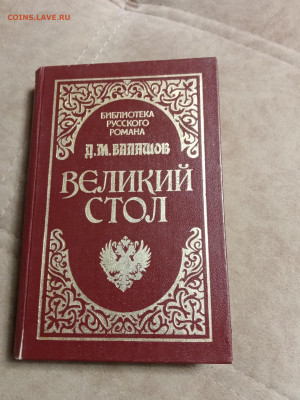 COINS.LAVE.RU
БИБЛИОТЕКА
РУССКОГО
РОМАНА
Д.М.БАЛАШОВ
ВЕЛИКИЙ
СТОЛ